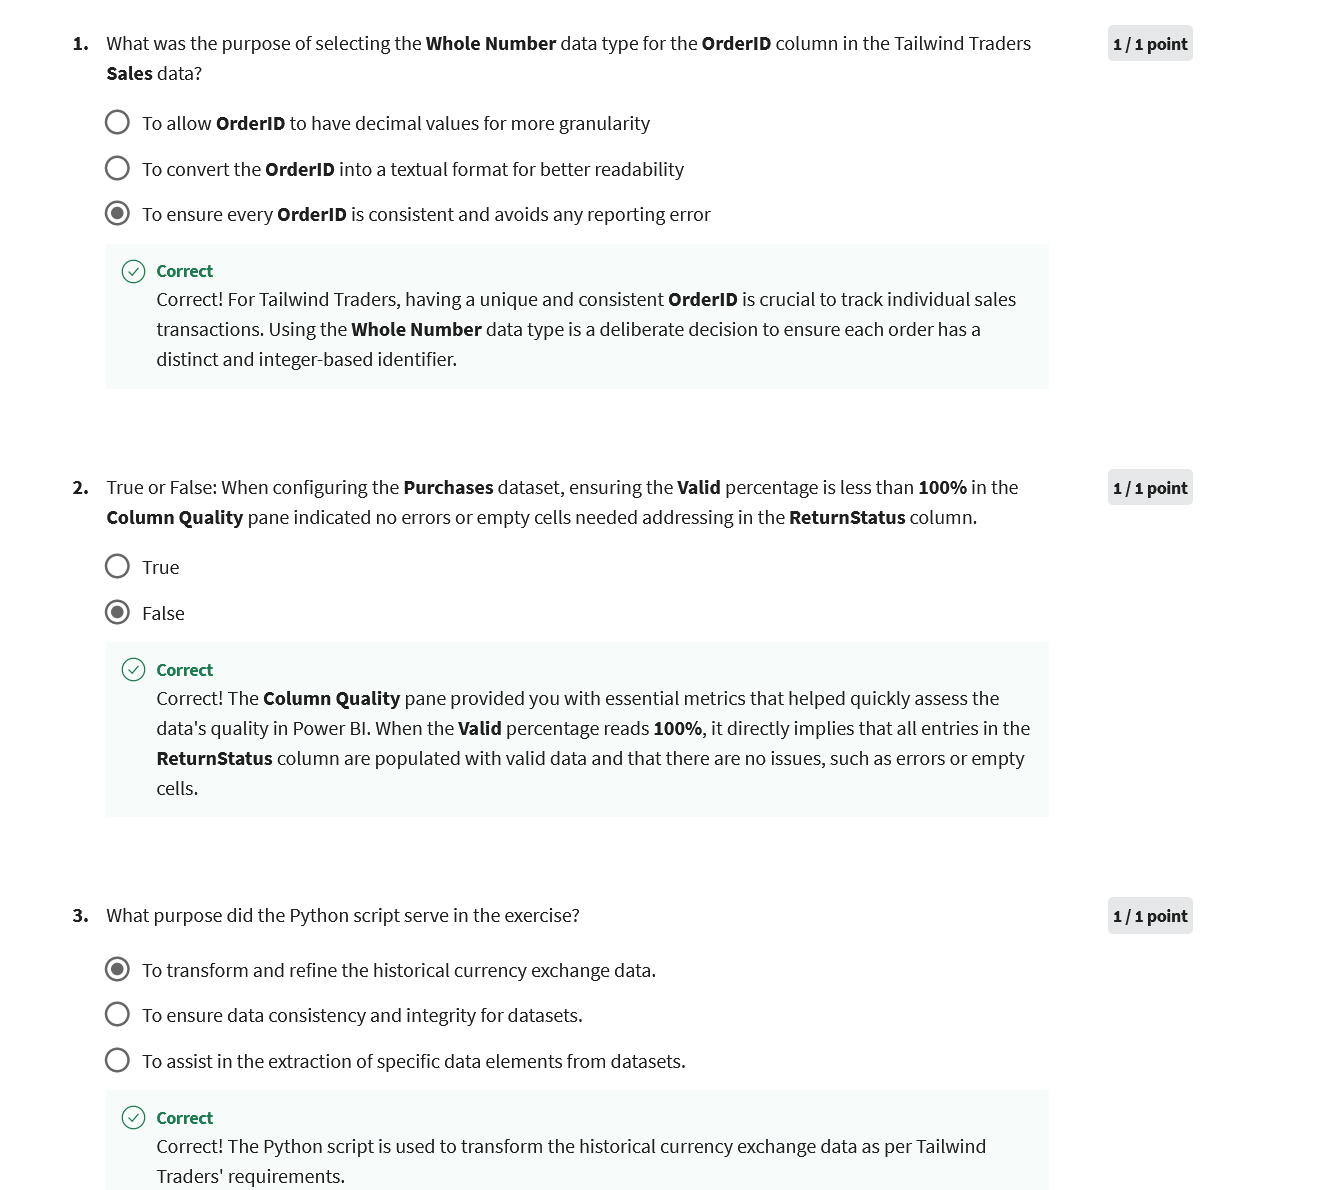 1. What was the purpose of selecting the Whole Number data type for the OrderID column in the Tailwind Traders
Sales data?
1 / 1 point
To allow OrderID to have decimal values for more granularity
To convert the OrderID into a textual format for better readability
To ensure every OrderID is consistent and avoids any reporting error
Correct
Correct! For Tailwind Traders, having a unique and consistent OrderID is crucial to track individual sales
transactions. Using the Whole Number data type is a deliberate decision to ensure each order has a
distinct and integer-based identifier.
2. True or False: When configuring the Purchases dataset, ensuring the Valid percentage is less than 100% in the
Column Quality pane indicated no errors or empty cells needed addressing in the ReturnStatus column.
1 / 1 point
True
False
Correct
Correct! The Column Quality pane provided you with essential metrics that helped quickly assess the
data's quality in Power BI. When the Valid percentage reads 100%, it directly implies that all entries in the
ReturnStatus column are populated with valid data and that there are no issues, such as errors or empty
cells.
3. What purpose did the Python script serve in the exercise?
1 / 1 point
To transform and refine the historical currency exchange data.
To ensure data consistency and integrity for datasets.
To assist in the extraction of specific data elements from datasets.
Correct
Correct! The Python script is used to transform the historical currency exchange data as per Tailwind
Traders' requirements.